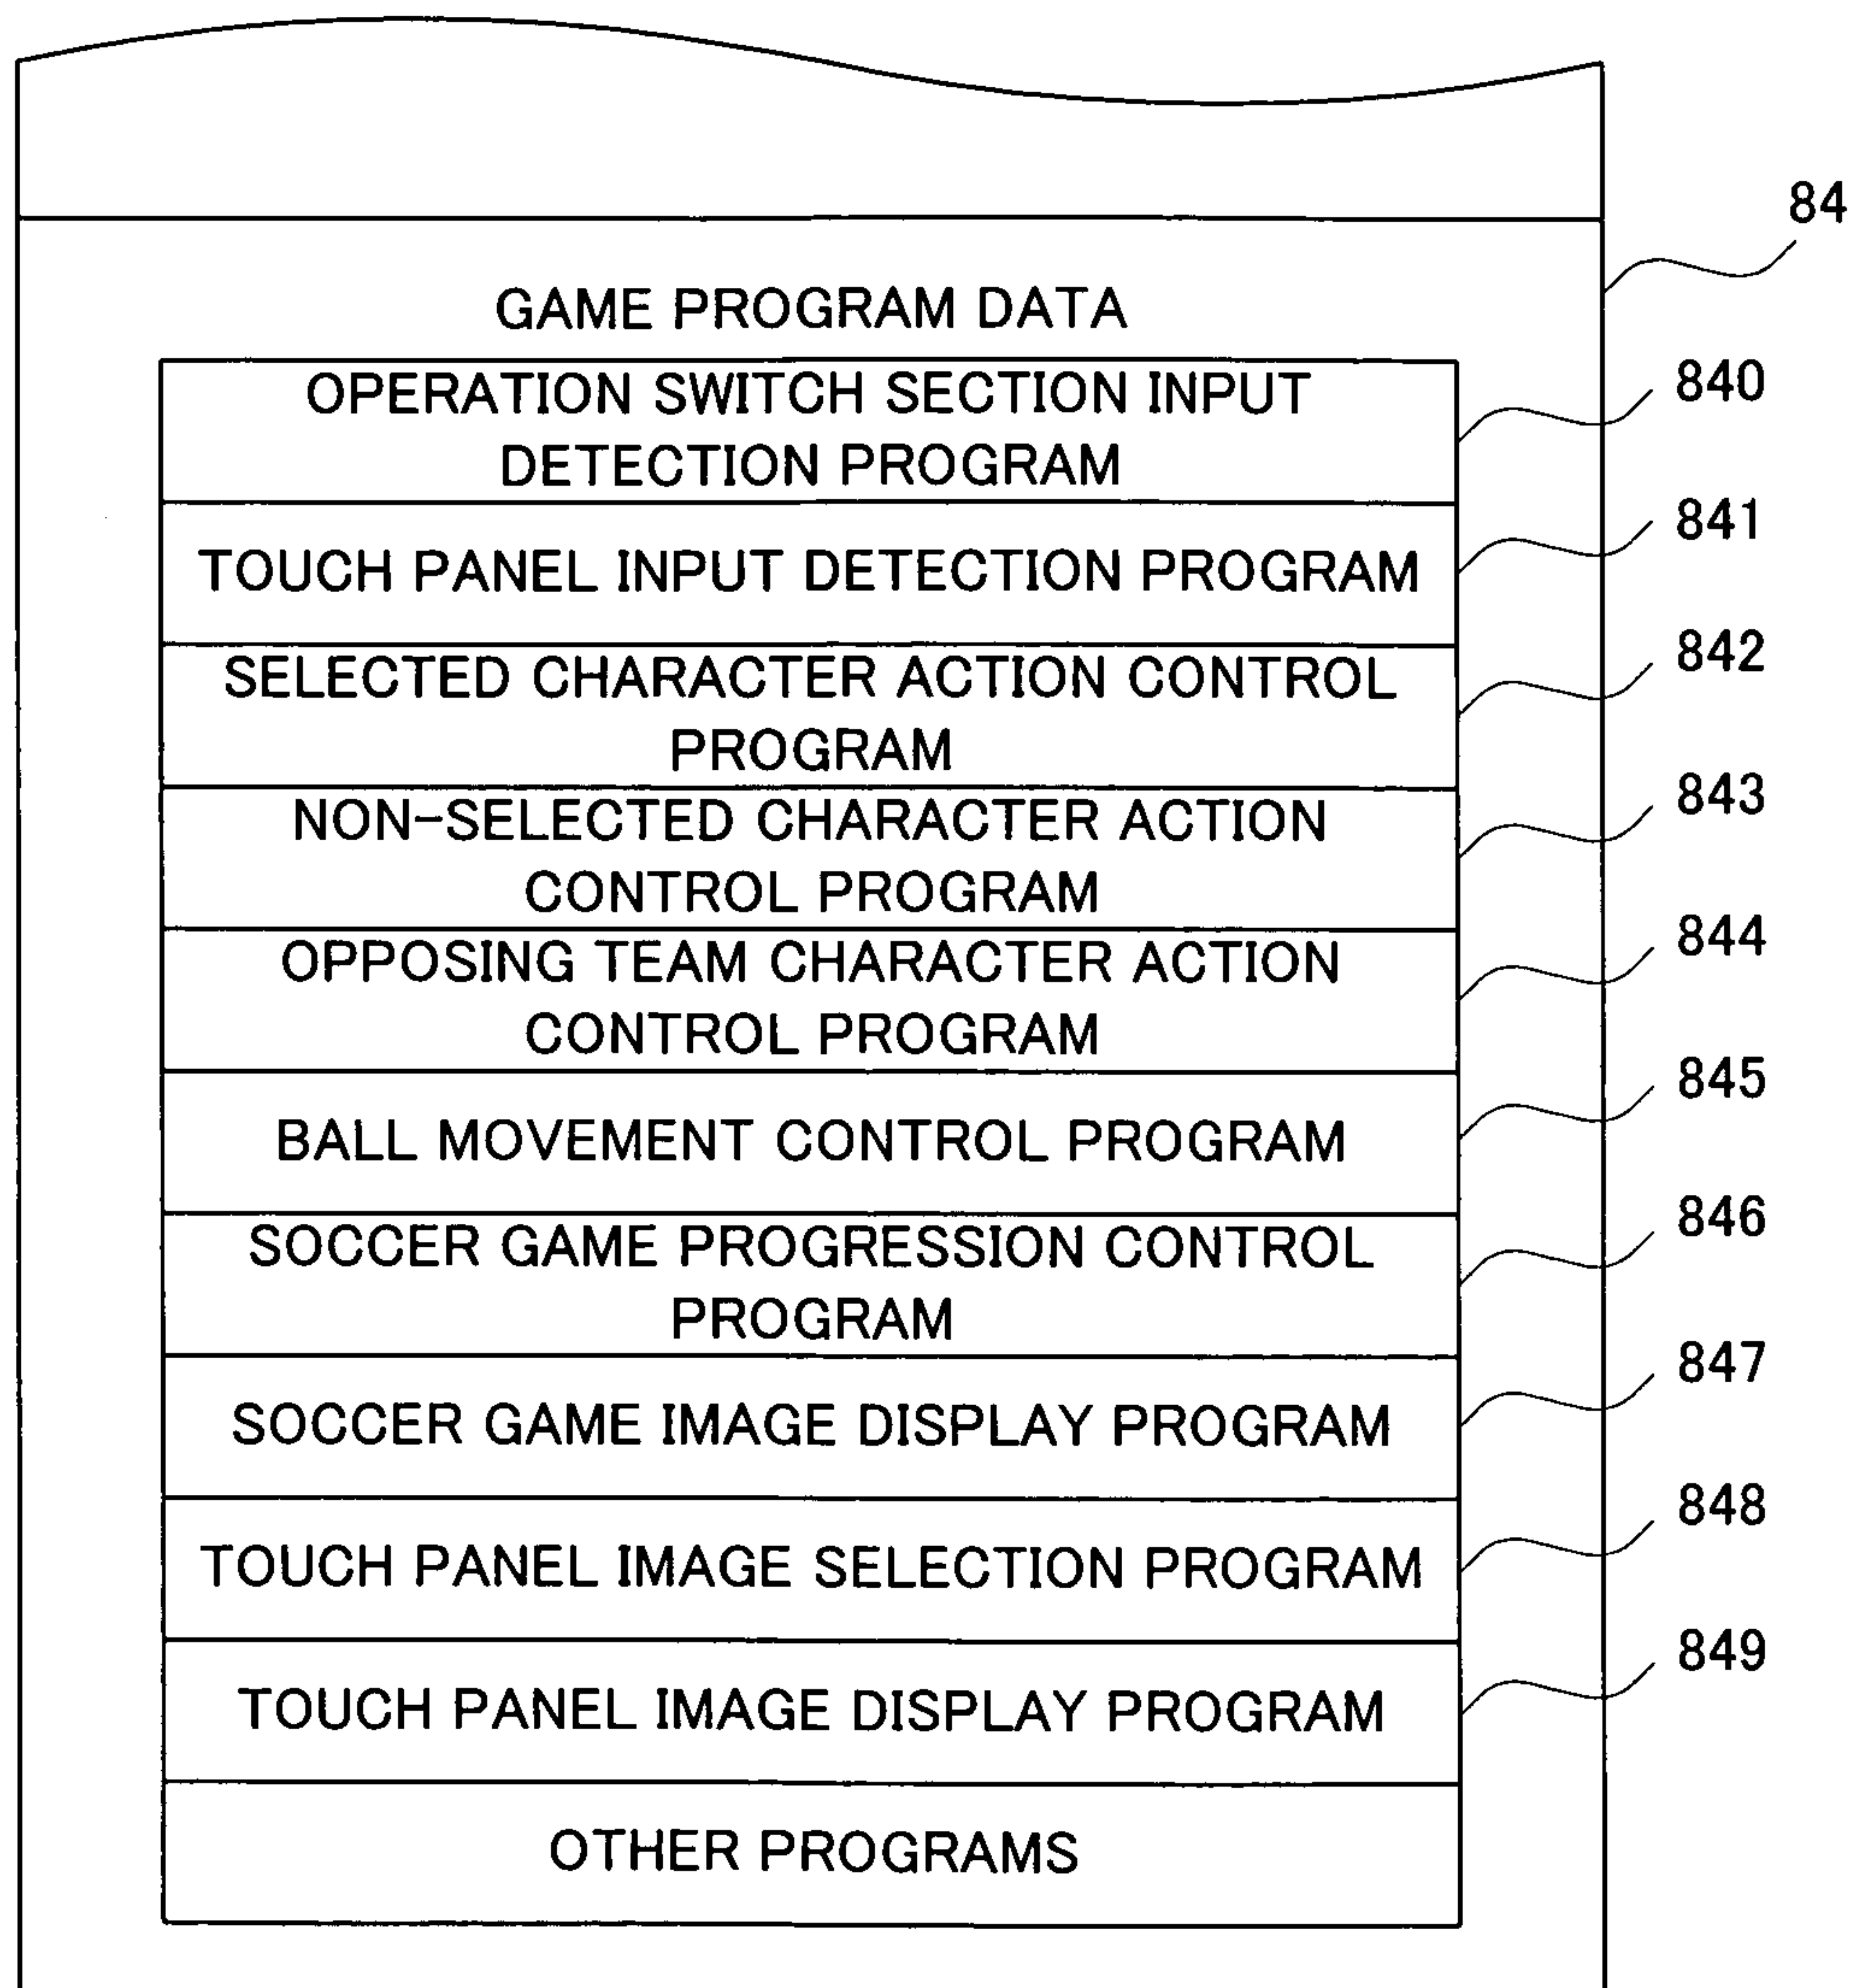 84
GAME PROGRAM DATA
OPERATION SWITCH SECTION INPUT
DETECTION PROGRAM
840
TOUCH PANEL INPUT DETECTION PROGRAM
841
SELECTED CHARACTER ACTION CONTROL
PROGRAM
842
NON-SELECTED CHARACTER ACTION
CONTROL PROGRAM
843
OPPOSING TEAM CHARACTER ACTION
CONTROL PROGRAM
844
BALL MOVEMENT CONTROL PROGRAM
845
SOCCER GAME PROGRESSION CONTROL
PROGRAM
846
SOCCER GAME IMAGE DISPLAY PROGRAM
847
TOUCH PANEL IMAGE SELECTION PROGRAM
848
TOUCH PANEL IMAGE DISPLAY PROGRAM
849
OTHER PROGRAMS